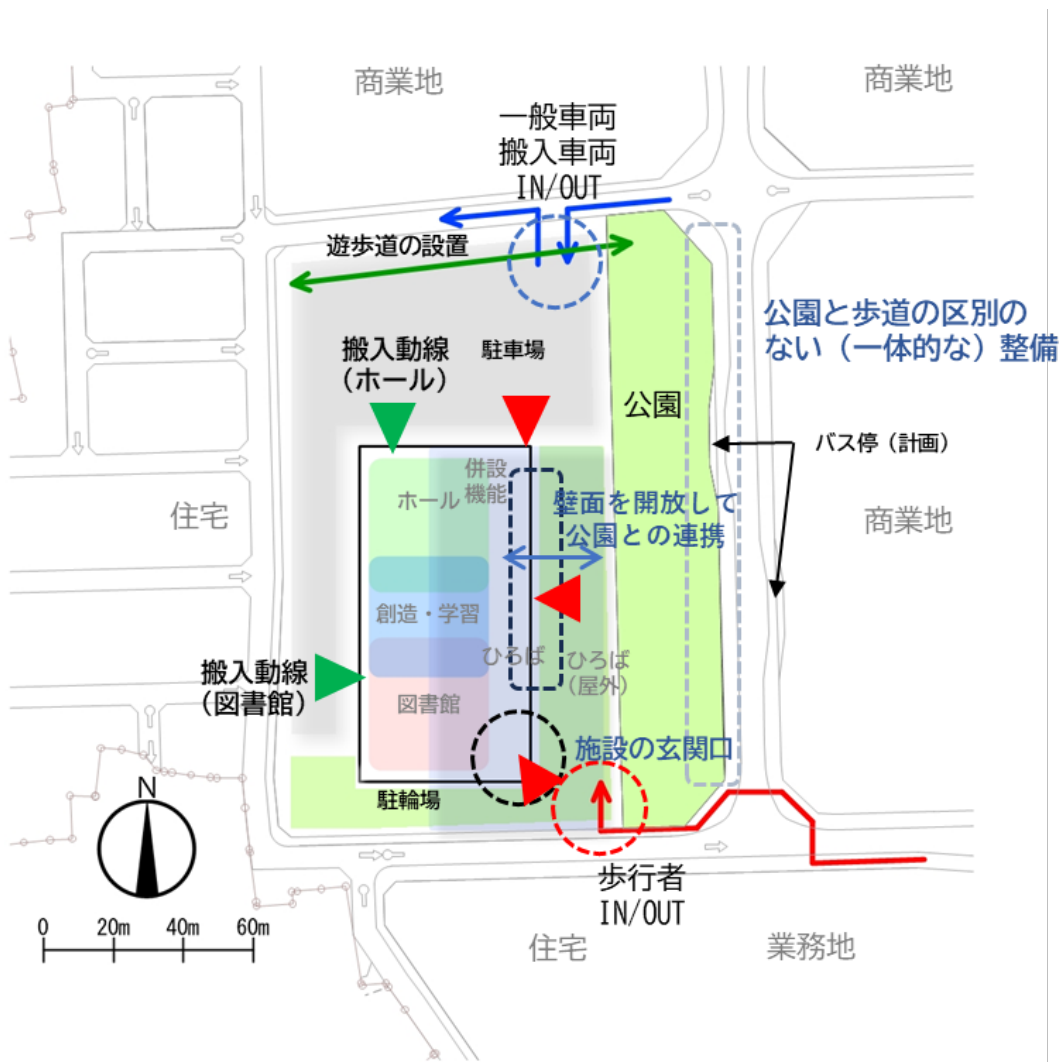 商業地
商業地
一般車両
搬入車両
IN/OUT
遊歩道の設置
公園と歩道の区別の
ない（一体的な）整備
搬入動線
（ホール）
駐車場
公園
バス停（計画）
併設
機能
ホール
壁面を開放して
公園との連携
住宅
商業地
創造・学習
ひろば
ひろば
（屋外）
搬入動線
（図書館）
図書館
施設の玄関口
駐輪場
N
歩行者
IN/OUT
0 20m 40m 60m
住宅
業務地